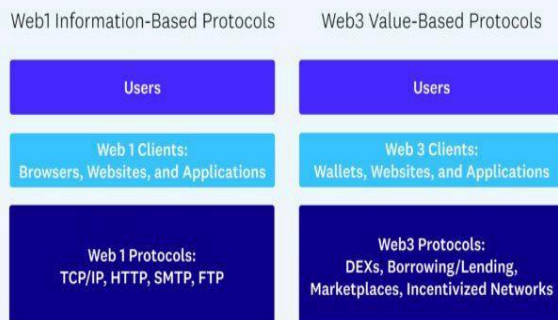 Web1 Information-Based Protocols
Users
Web 1 Clients:
Browsers, Websites, and Applications
Web 1 Protocols:
TCP/IP, HTTP, SMTP, FTP
Web3 Value-Based Protocols
Users
Web 3 Clients:
Wallets, Websites, and Applications
Web3 Protocols:
DEXs, Borrowing/Lending,
Marketplaces, Incentivized Networks